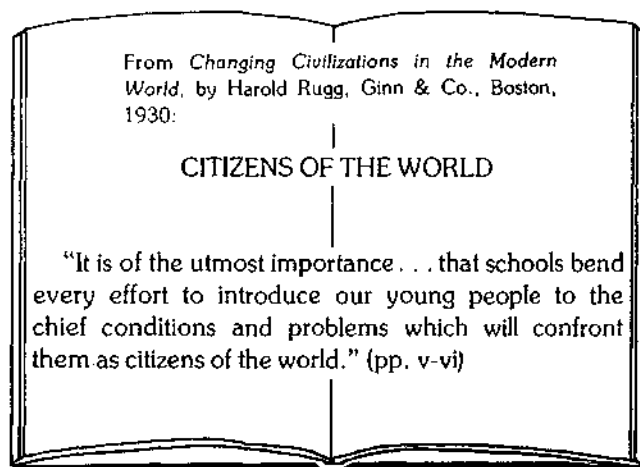 From Changing Civilizations in the Modern
World, by Harold Rugg, Ginn & Co., Boston,
1930:
CITIZENS OF THE WORLD
"It is of the utmost importance . . . that schools bend
every effort to introduce our young people to the
chief conditions and problems which will confront
them as citizens of the world." (pp. v-vi)